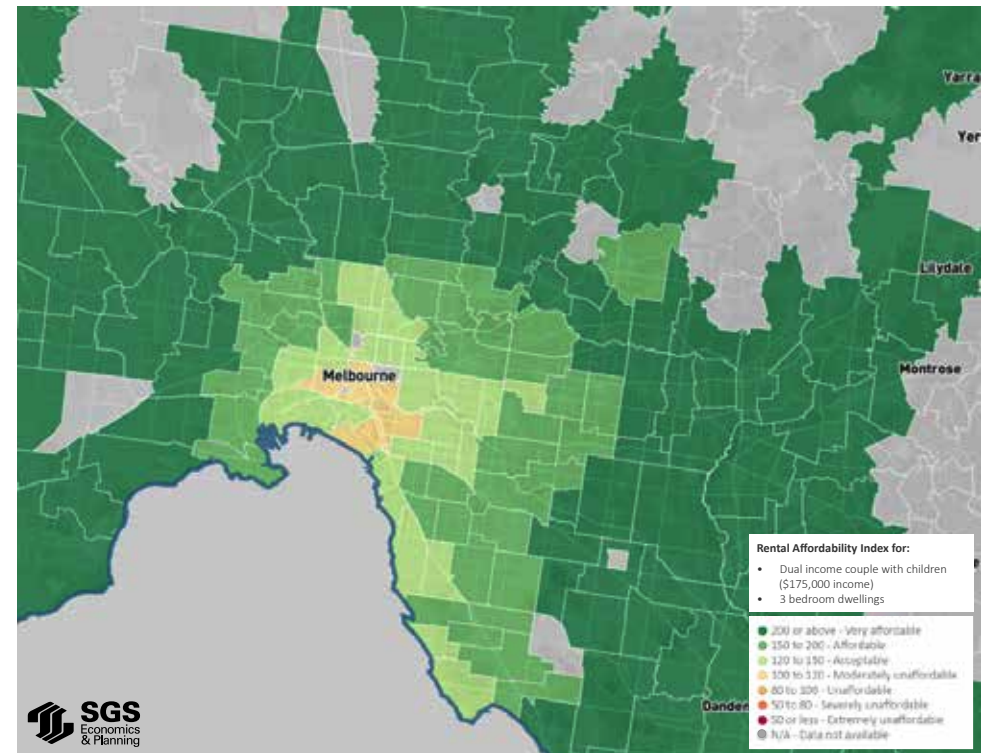 Yarra
Yer
Lilydale
Montrose
Melbourne
Rental Affordability Index for:
• Dual income couple with children
($175,000 income)
• 3 bedroom dwellings
e
200 or above - Very affordable
150 to 200 - Affordable
120 to 150 - Acceptable
100 to 120 - Moderately unaffordable
80 to 100 - Unaffordable
50 to 80 - Severely unaffordable
50 or less - Extremely unaffordable
N/A - Data not available
Danden
SGS
Economics
& Planning